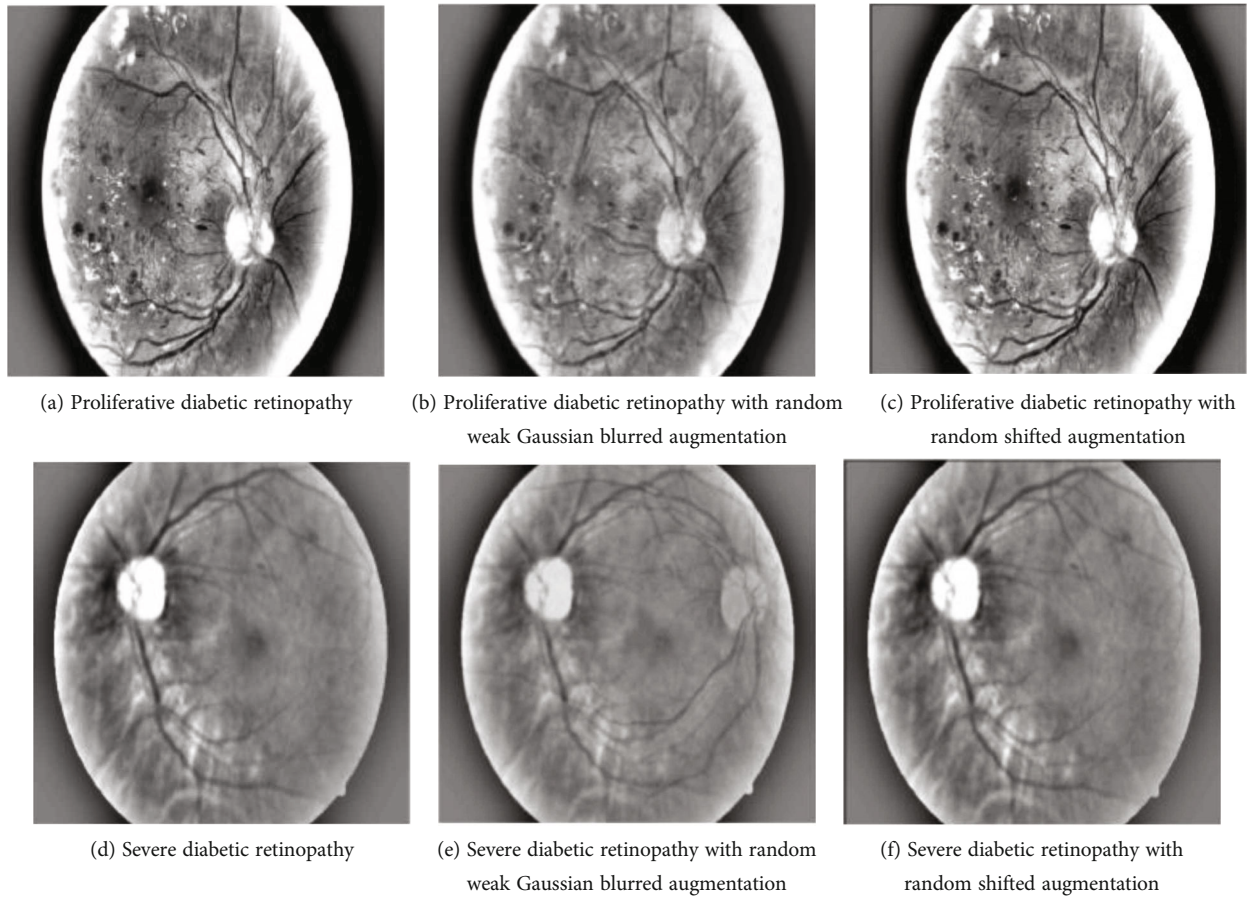 (a) Proliferative diabetic retinopathy
(b) Proliferative diabetic retinopathy with random
weak Gaussian blurred augmentation
(c) Proliferative diabetic retinopathy with
random shifted augmentation
(d) Severe diabetic retinopathy
(e) Severe diabetic retinopathy with random
weak Gaussian blurred augmentation
(f) Severe diabetic retinopathy with
random shifted augmentation